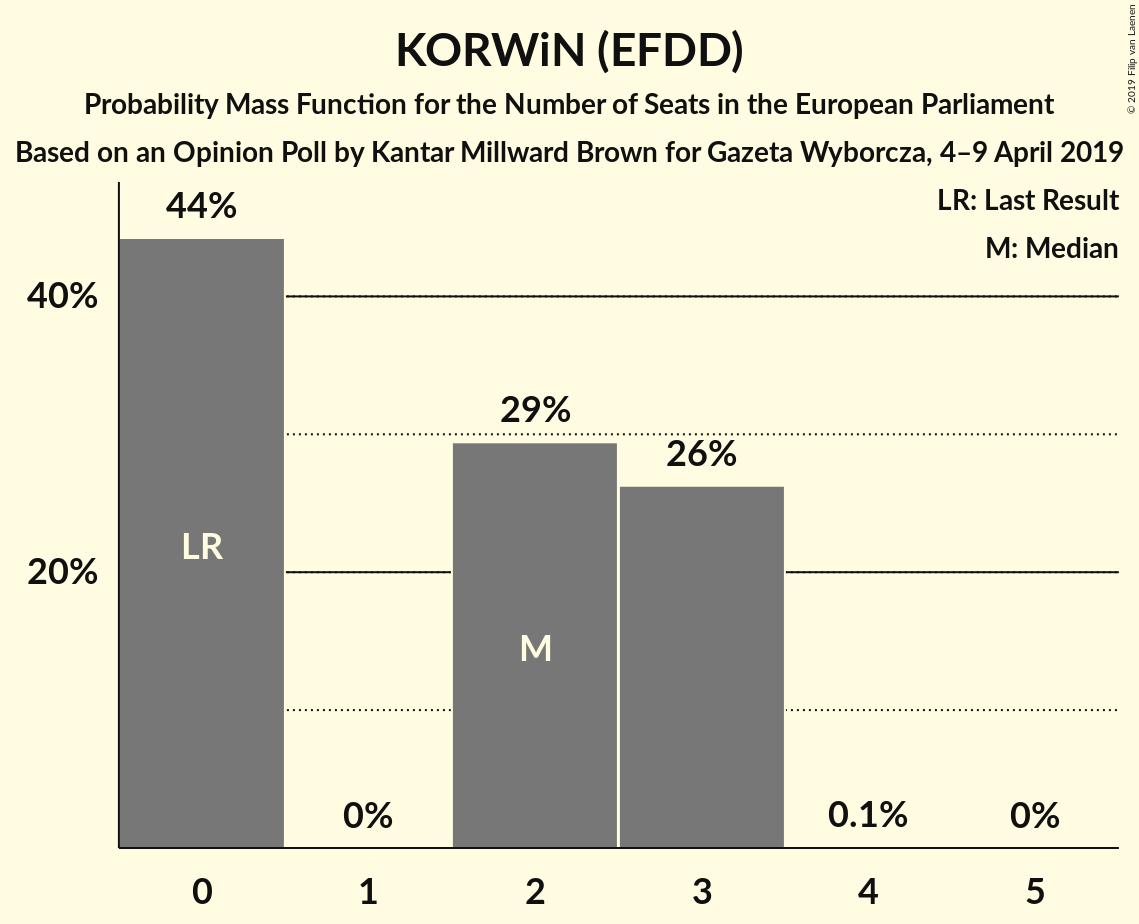 KORWiN (EFDD)
Probability Mass Function for the Number of Seats in the European Parliament
Based on an Opinion Poll by Kantar Millward Brown for Gazeta Wyborcza, 4–9 April 2019
© 2019 Filip van Laenen
LR: Last Result
M: Median
44%
40%
29%
26%
LR
20%
M
0%
0.1%
0%
0 1 2 3 4 5